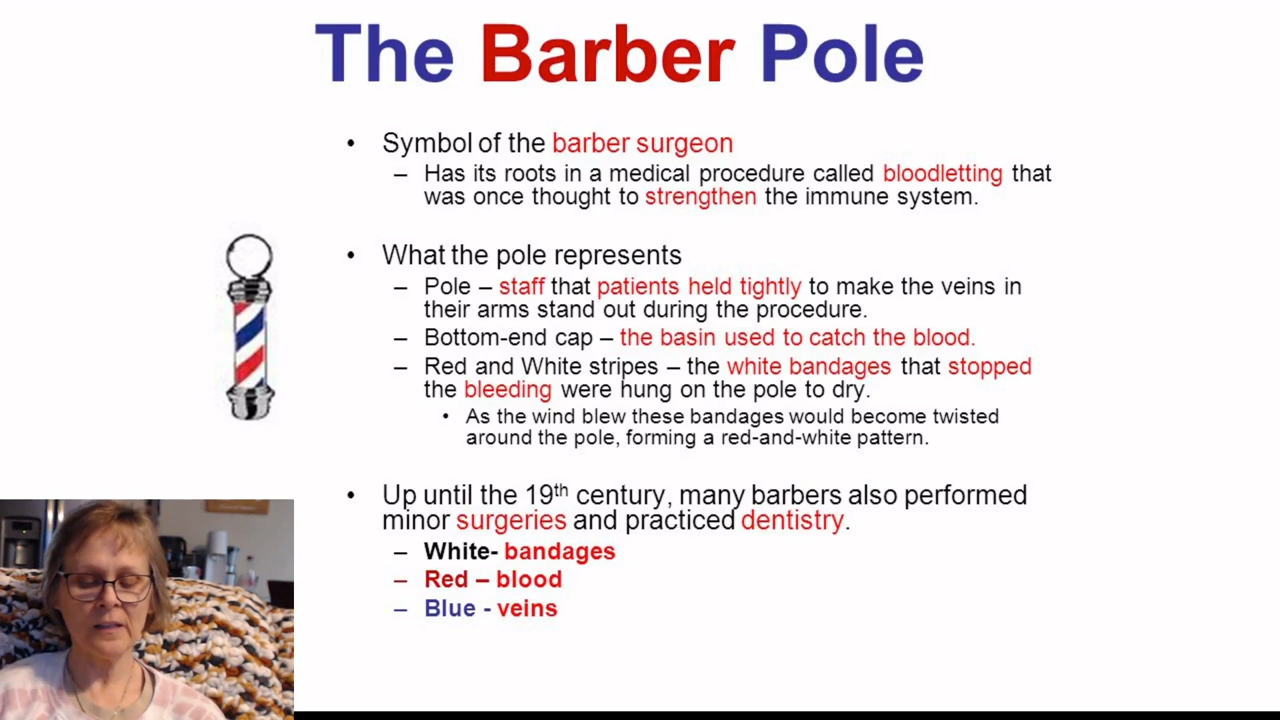 The Barber Pole
• Symbol of the barber surgeon
– Has its roots in a medical procedure called bloodletting that
was once thought to strengthen the immune system.
• What the pole represents
– Pole – staff that patients held tightly to make the veins in
their arms stand out during the procedure.
– Bottom-end cap – the basin used to catch the blood.
– Red and White stripes – the white bandages that stopped
the bleeding were hung on the pole to dry.
• As the wind blew these bandages would become twisted
around the pole, forming a red-and-white pattern.
• Up until the 19th century, many barbers also performed
minor surgeries and practiced dentistry.
– White- bandages
– Red – blood
– Blue - veins